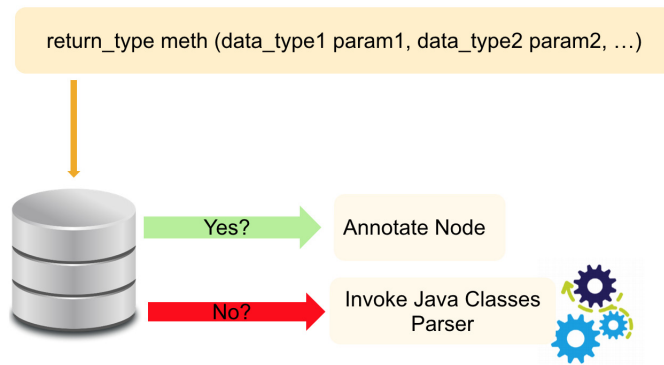 return_type meth (data_type1 param1, data_type2 param2, …)
Yes?
Annotate Node
No?
Invoke Java Classes
Parser